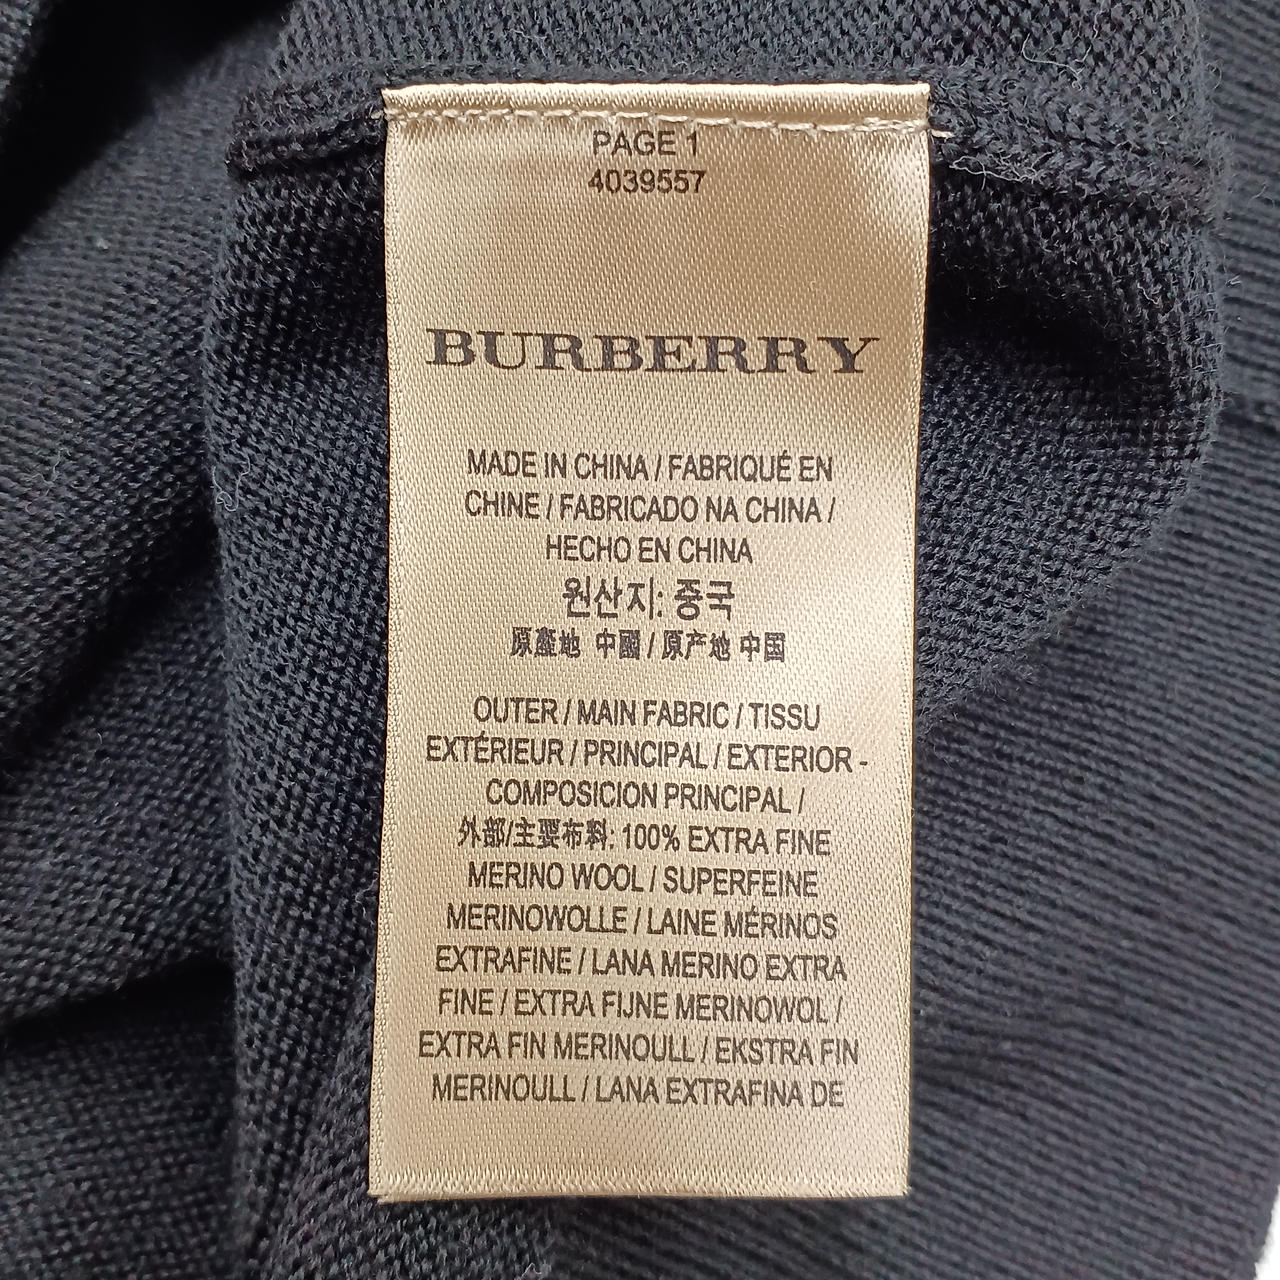 PAGE 1
4039557
BURBERRY
MADE IN CHINA / FABRIQUÉ EN
CHINE / FABRICADO NA CHINA /
HECHO EN CHINA
원산지: 중국
原產地 中國 / 原产地 中国
OUTER / MAIN FABRIC / TISSU
EXTÉRIEUR / PRINCIPAL / EXTERIOR -
COMPOSICION PRINCIPAL /
外部/主要布料: 100% EXTRA FINE
MERINO WOOL / SUPERFEINE
MERINOWOLLE / LAINE MÉRINOS
EXTRAFINE / LANA MERINO EXTRA
FINE / EXTRA FIJNE MERINOWOL /
EXTRA FIN MERINOULL / EKSTRA FIN
MERINOULL / LANA EXTRAFINA DE